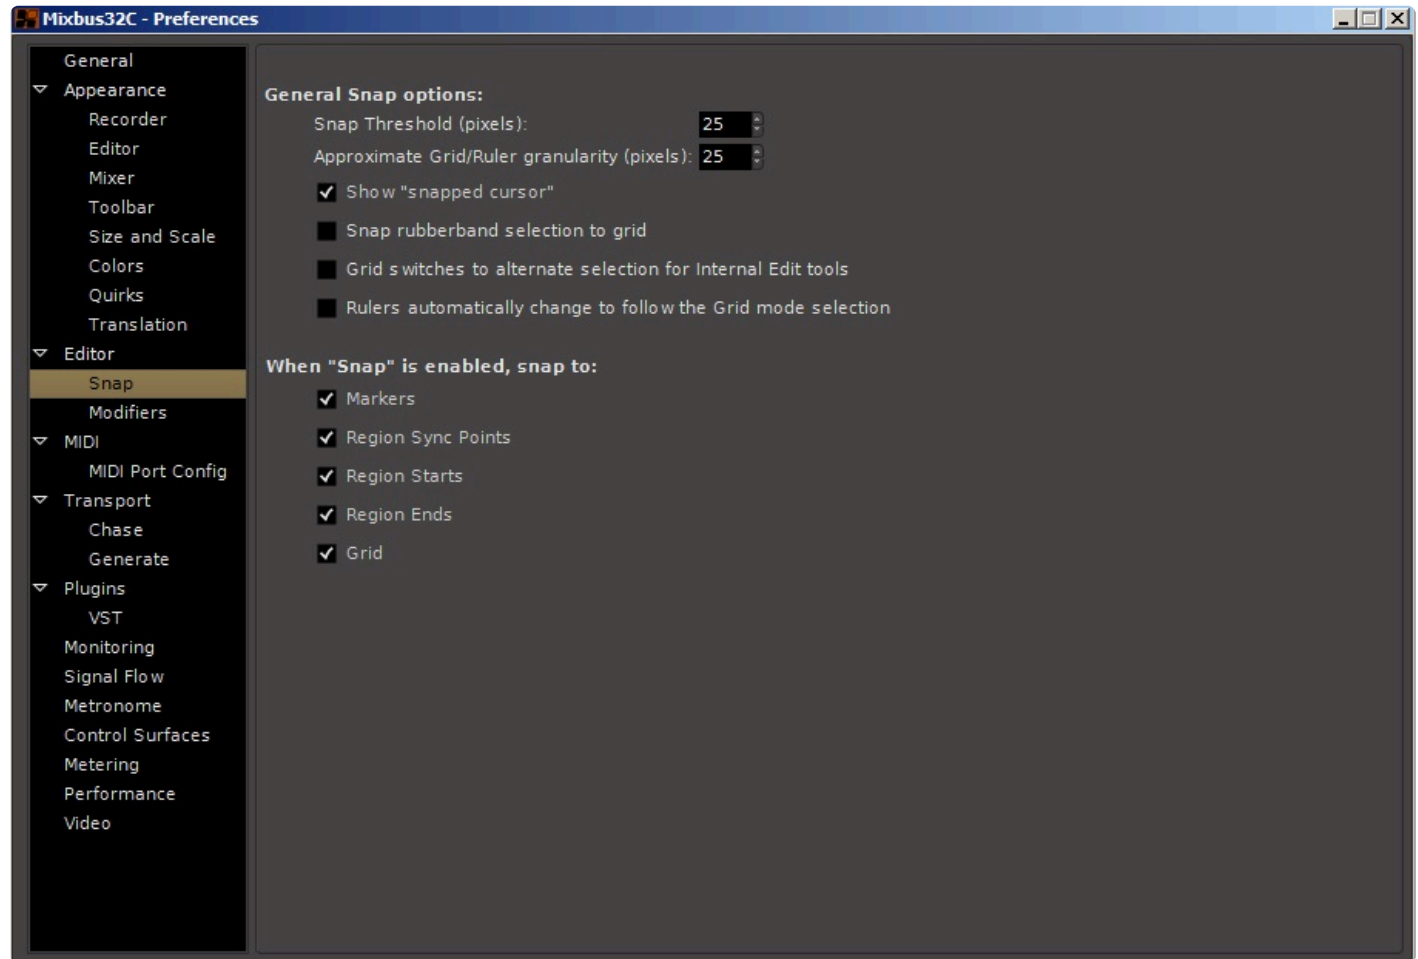 Mixbus32C - Preferences
General
Appearance
Recorder
Editor
Mixer
Toolbar
Size and Scale
Colors
Quirks
Translation
Editor
Snap
Modifiers
MIDI
MIDI Port Config
Transport
Chase
Generate
Plugins
VST
Monitoring
Signal Flow
Metronome
Control Surfaces
Metering
Performance
Video
General Snap options:
Snap Threshold (pixels): 25
Approximate Grid/Ruler granularity (pixels): 25
Show "snapped cursor"
Snap rubberband selection to grid
Grid switches to alternate selection for Internal Edit tools
Rulers automatically change to follow the Grid mode selection
When "Snap" is enabled, snap to:
Markers
Region Sync Points
Region Starts
Region Ends
Grid